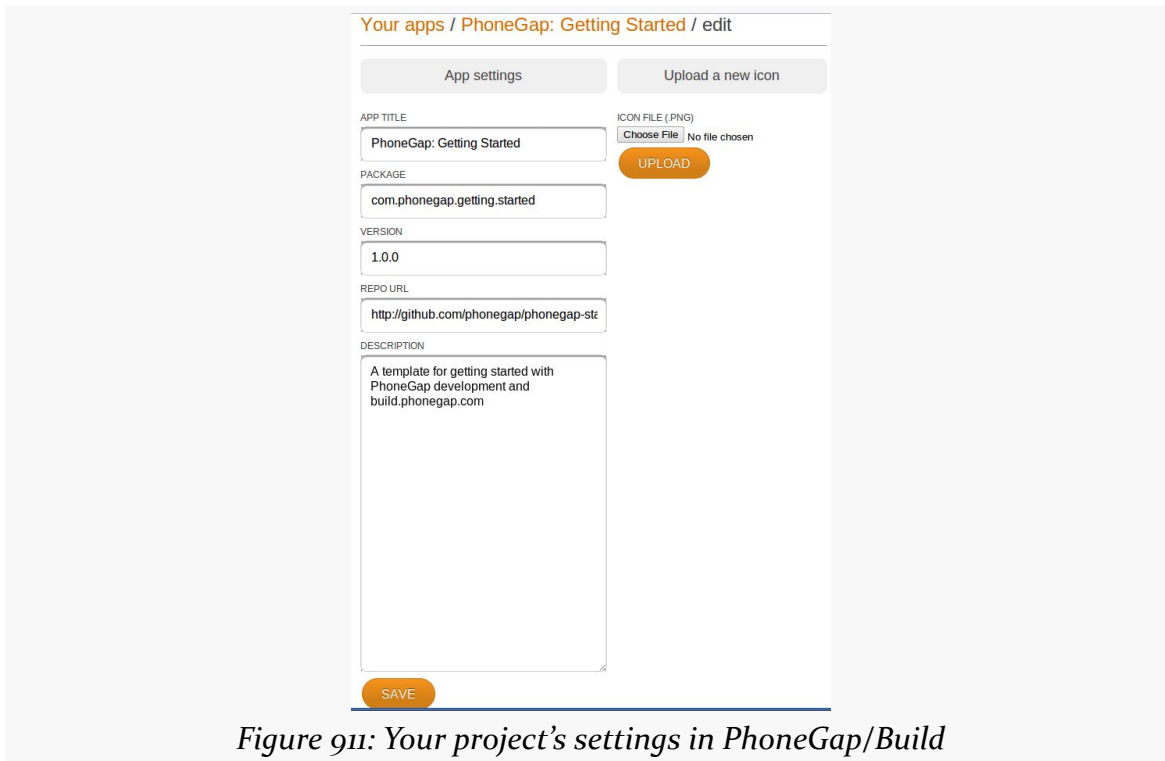 Your apps / PhoneGap: Getting Started / edit
App settings
Upload a new icon
APP TITLE
PhoneGap: Getting Started
PACKAGE
com.phonegap.getting.started
VERSION
1.0.0
REPO URL
http://github.com/phonegap/phonegap-sta
DESCRIPTION
A template for getting started with
PhoneGap development and
build.phonegap.com
SAVE
ICON FILE (.PNG)
Choose File No file chosen
UPLOAD
Figure 911: Your project's settings in PhoneGap/Build